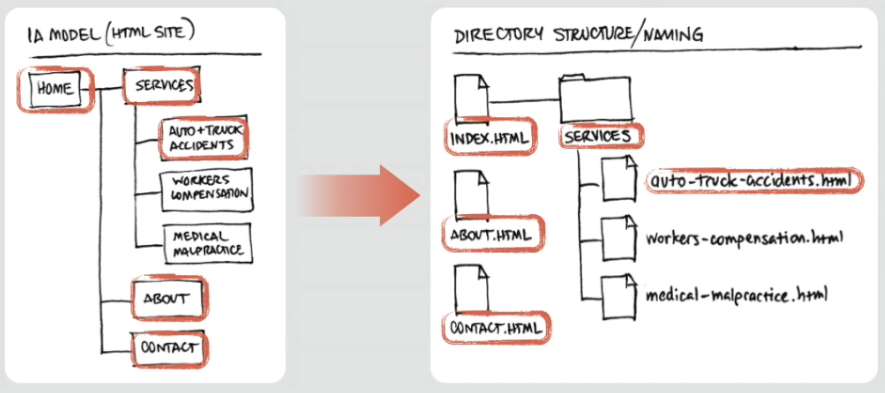 IA MODEL (HTML SITE)
HOME
SERVICES
AUTO+TRUCK
ACCIDENTS
WORKERS
COMPENSATION
MEDICAL
MALPRACTICE
ABOUT
CONTACT
DIRECTORY STRUCTURE/NAMING
INDEX.HTML
SERVICES
auto-truck-accidents.html
ABOUT.HTML
workers-compensation.html
medical-malpractice.html
CONTACT.HTML